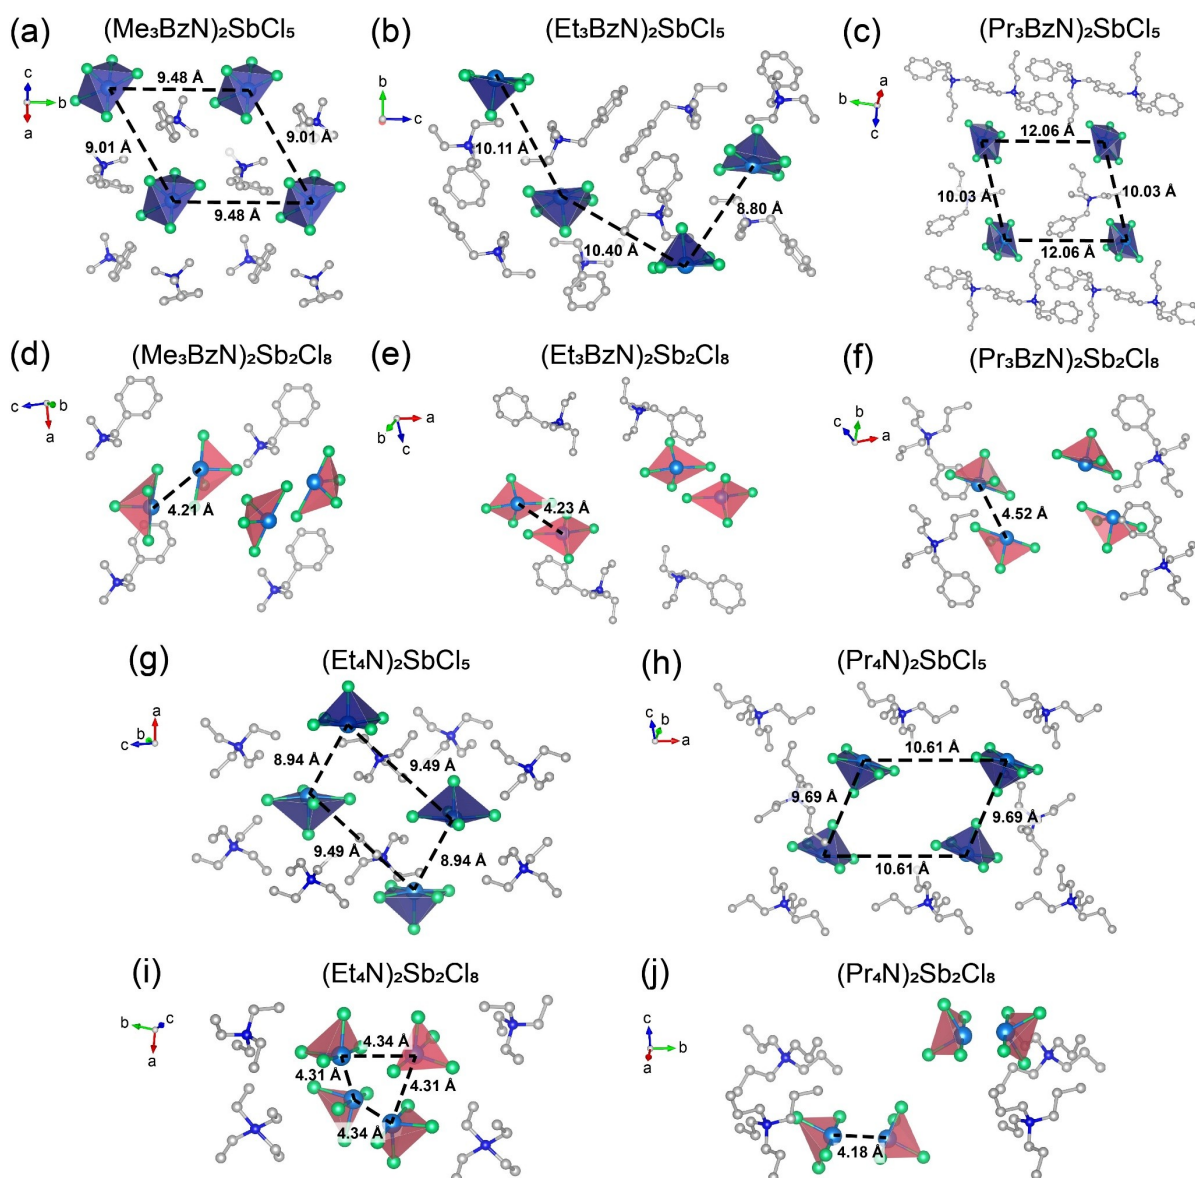 (a) (Me₃BzN)₂SbCl₅
c
b
a
9.48 Å
9.01 Å
9.01 Å
9.48 Å
(b) (Et₃BzN)₂SbCl₅
b
c
10.11 Å
10.40 Å
8.80 Å
(c) (Pr₃BzN)₂SbCl₅
a
b
c
12.06 Å
10.03 Å
10.03 Å
12.06 Å
(d) (Me₃BzN)₂Sb₂Cl₈
c
b
a
4.21 Å
(e) (Et₃BzN)₂Sb₂Cl₈
a
b
c
4.23 Å
(f) (Pr₃BzN)₂Sb₂Cl₈
c
b
a
4.52 Å
(g) (Et₄N)₂SbCl₅
a
b
c
8.94 Å
9.49 Å
9.49 Å
8.94 Å
(h) (Pr₄N)₂SbCl₅
c
b
a
10.61 Å
9.69 Å
9.69 Å
10.61 Å
(i) (Et₄N)₂Sb₂Cl₈
b
c
a
4.34 Å
4.31 Å
4.31 Å
4.34 Å
(j) (Pr₄N)₂Sb₂Cl₈
c
b
a
4.18 Å